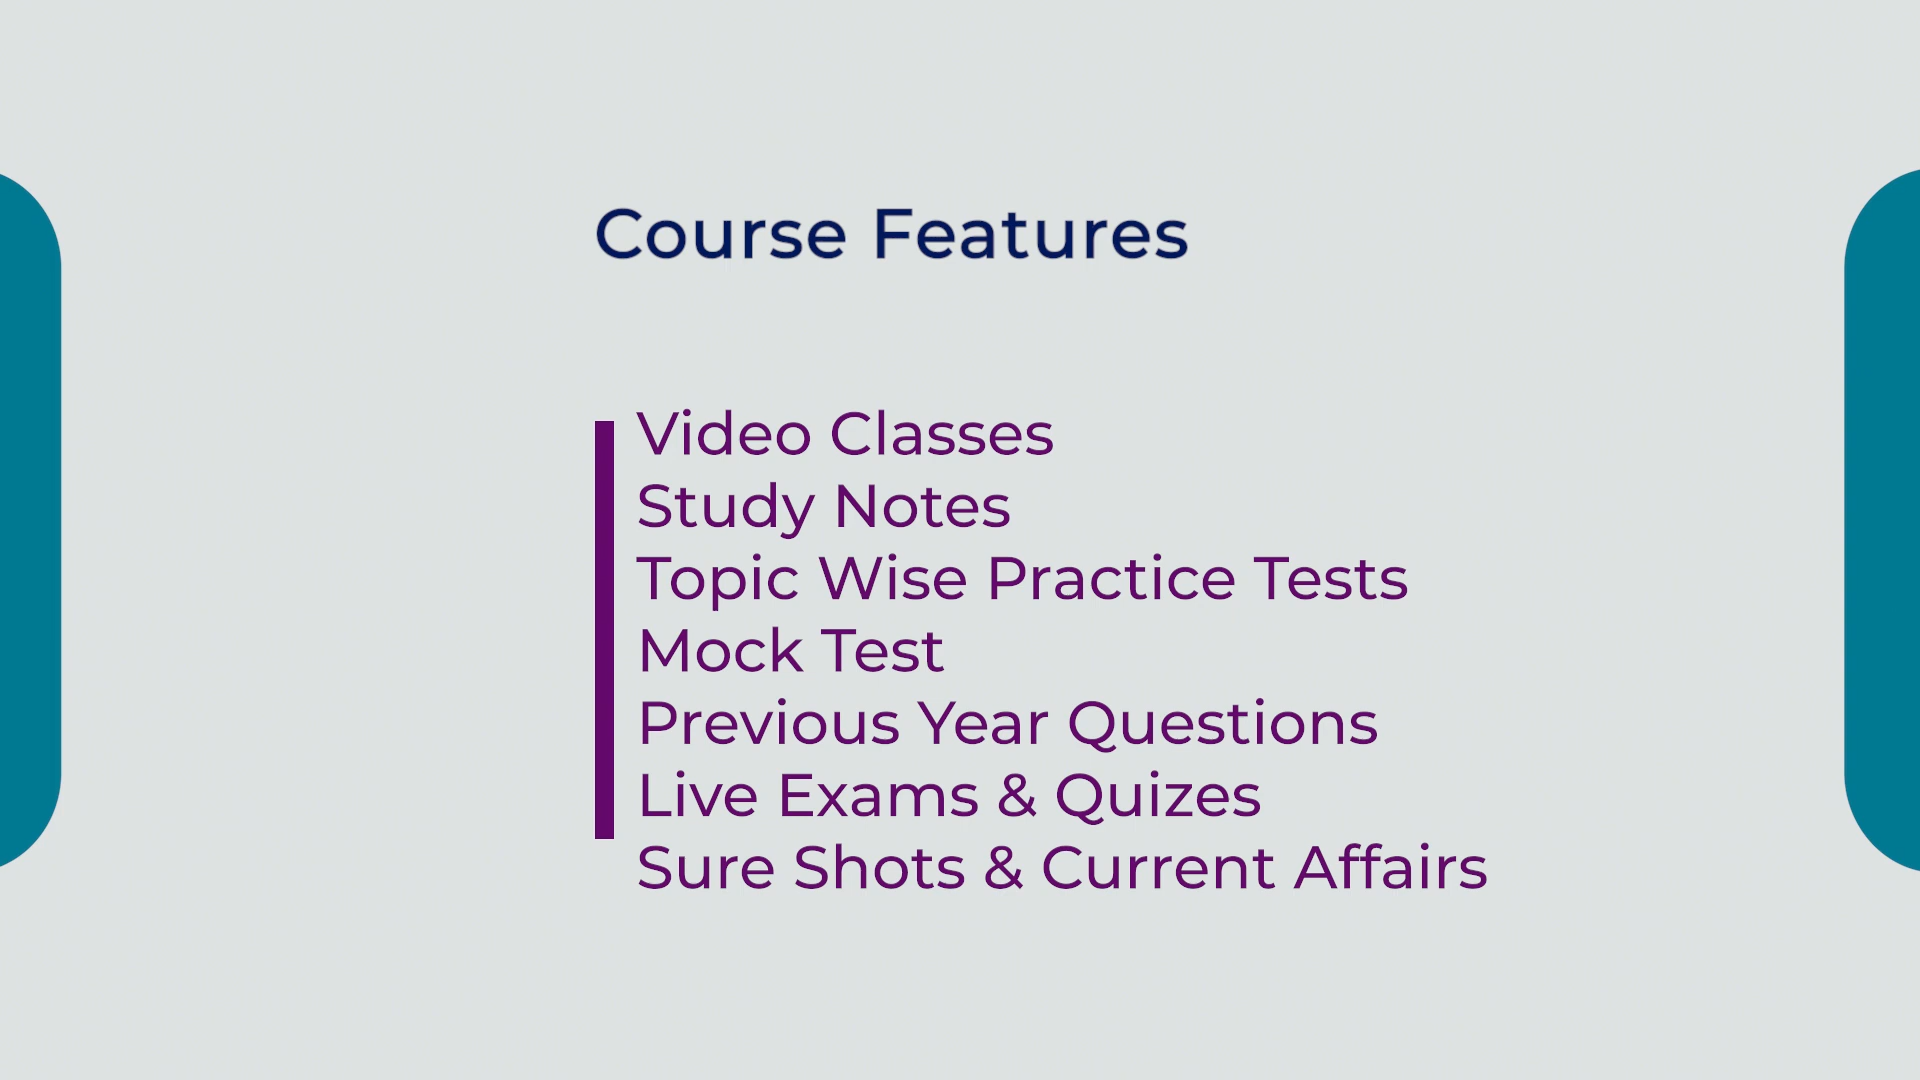 Course Features
Video Classes
Study Notes
Topic Wise Practice Tests
Mock Test
Previous Year Questions
Live Exams & Quizes
Sure Shots & Current Affairs